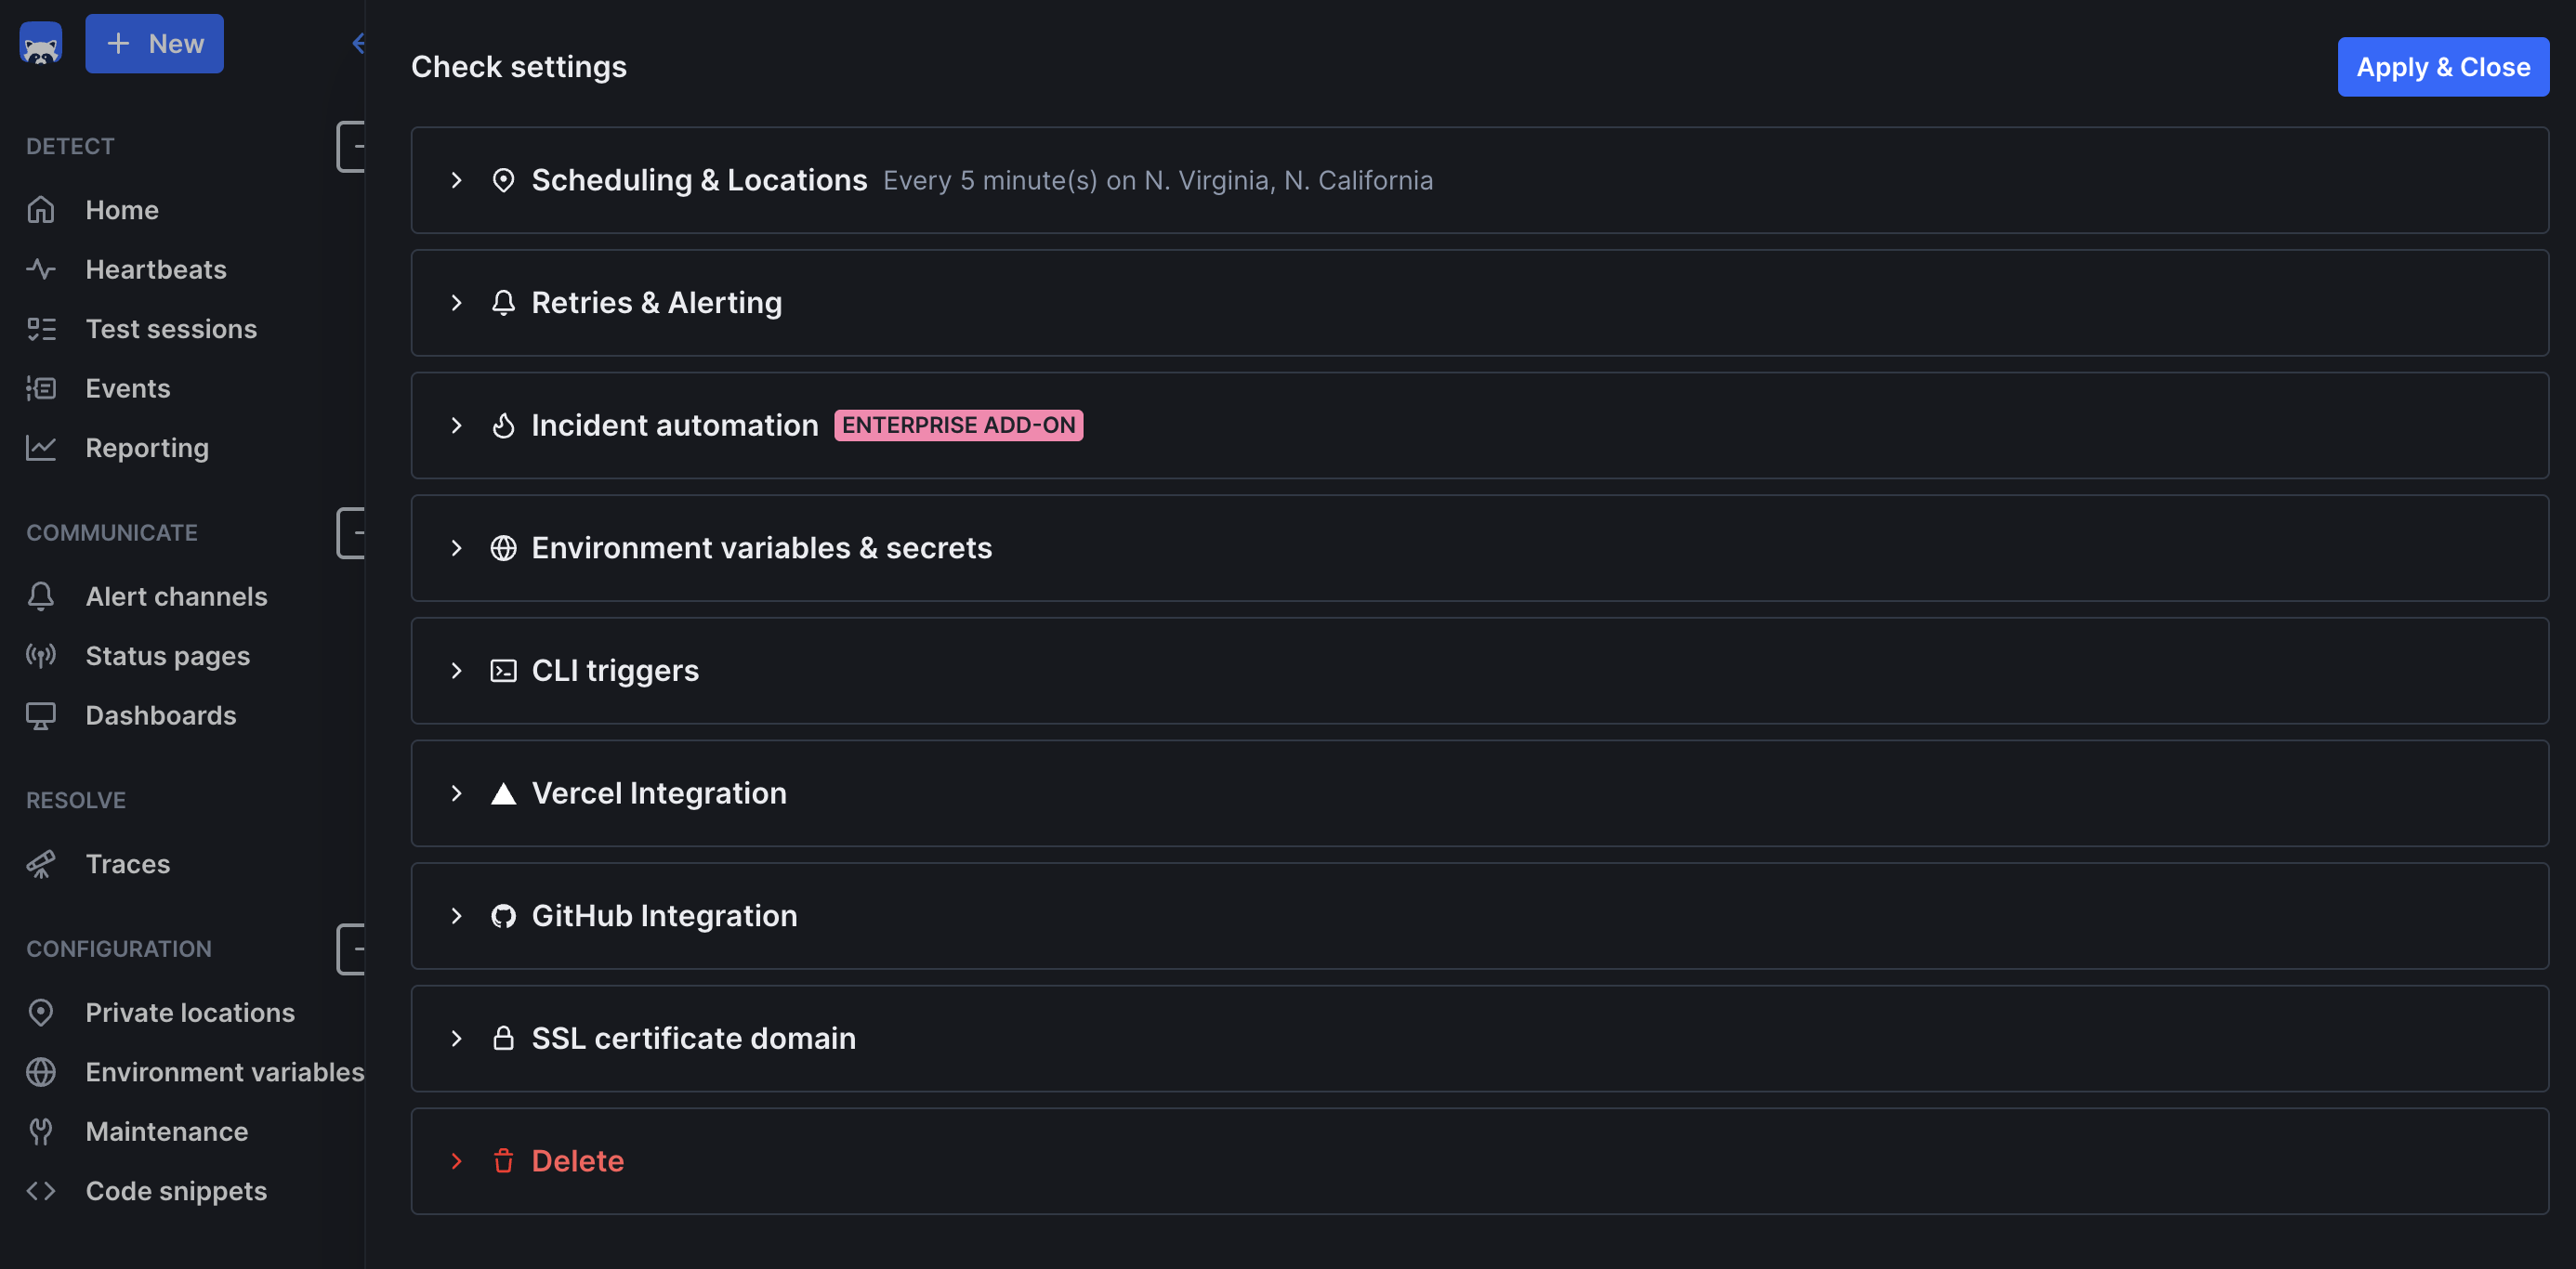 New
DETECT
Home
Heartbeats
Test sessions
Events
Reporting
COMMUNICATE
Alert channels
Status pages
Dashboards
RESOLVE
Traces
CONFIGURATION
Private locations
Environment variables
Maintenance
Code snippets
Check settings
Apply & Close
Scheduling & Locations Every 5 minute(s) on N. Virginia, N. California
Retries & Alerting
Incident automation ENTERPRISE ADD-ON
Environment variables & secrets
CLI triggers
Vercel Integration
GitHub Integration
SSL certificate domain
Delete